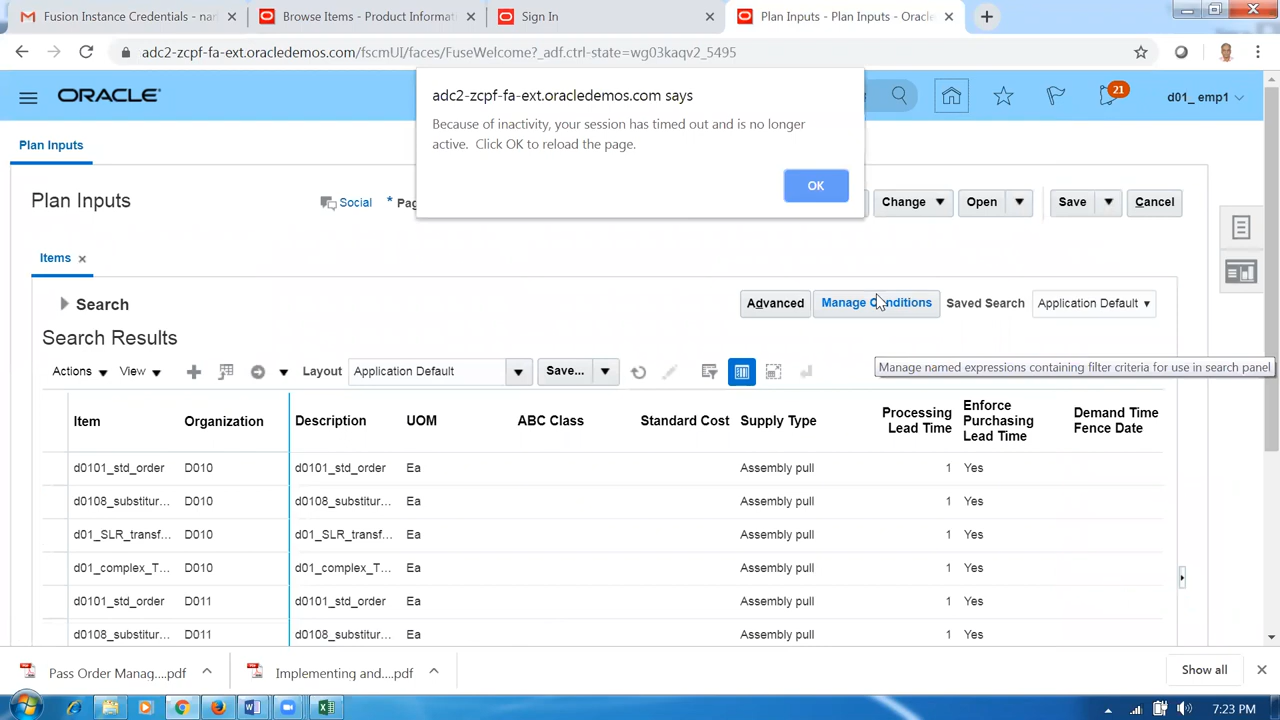 Fusion Instance Credentials - nar
Browse Items - Product Informati
Sign In
Plan Inputs - Plan Inputs - Oracle
adc2-zcpf-fa-ext.oracledemos.com/fscmUI/faces/FuseWelcome?_adf.ctrl-state=wg03kaqv2_5495
adc2-zcpf-fa-ext.oracledemos.com says
Because of inactivity, your session has timed out and is no longer
active. Click OK to reload the page.
OK
ORACLE
21
d01_ emp1
Plan Inputs
Plan Inputs
Social
* Pag
Change
Open
Save
Cancel
Items
Search
Advanced
Manage Conditions
Saved Search
Application Default
Search Results
Manage named expressions containing filter criteria for use in search panel
Actions
View
Layout
Application Default
Save...
Item Organization Description UOM ABC Class Standard Cost Supply Type Processing Lead Time Enforce Purchasing Lead Time Demand Time Fence Date
d0101_std_order D010 d0101_std_order Ea Assembly pull 1 Yes
d0108_substitur... D010 d0108_substitur... Ea Assembly pull 1 Yes
d01_SLR_transf... D010 d01_SLR_transf... Ea Assembly pull 1 Yes
d01_complex_T... D010 d01_complex_T... Ea Assembly pull 1 Yes
d0101_std_order D011 d0101_std_order Ea Assembly pull 1 Yes
d0108_substitur... D011 d0108_substitur... Ea Assembly pull 1 Yes
Pass Order Manag....pdf
Implementing and....pdf
Show all
7:23 PM